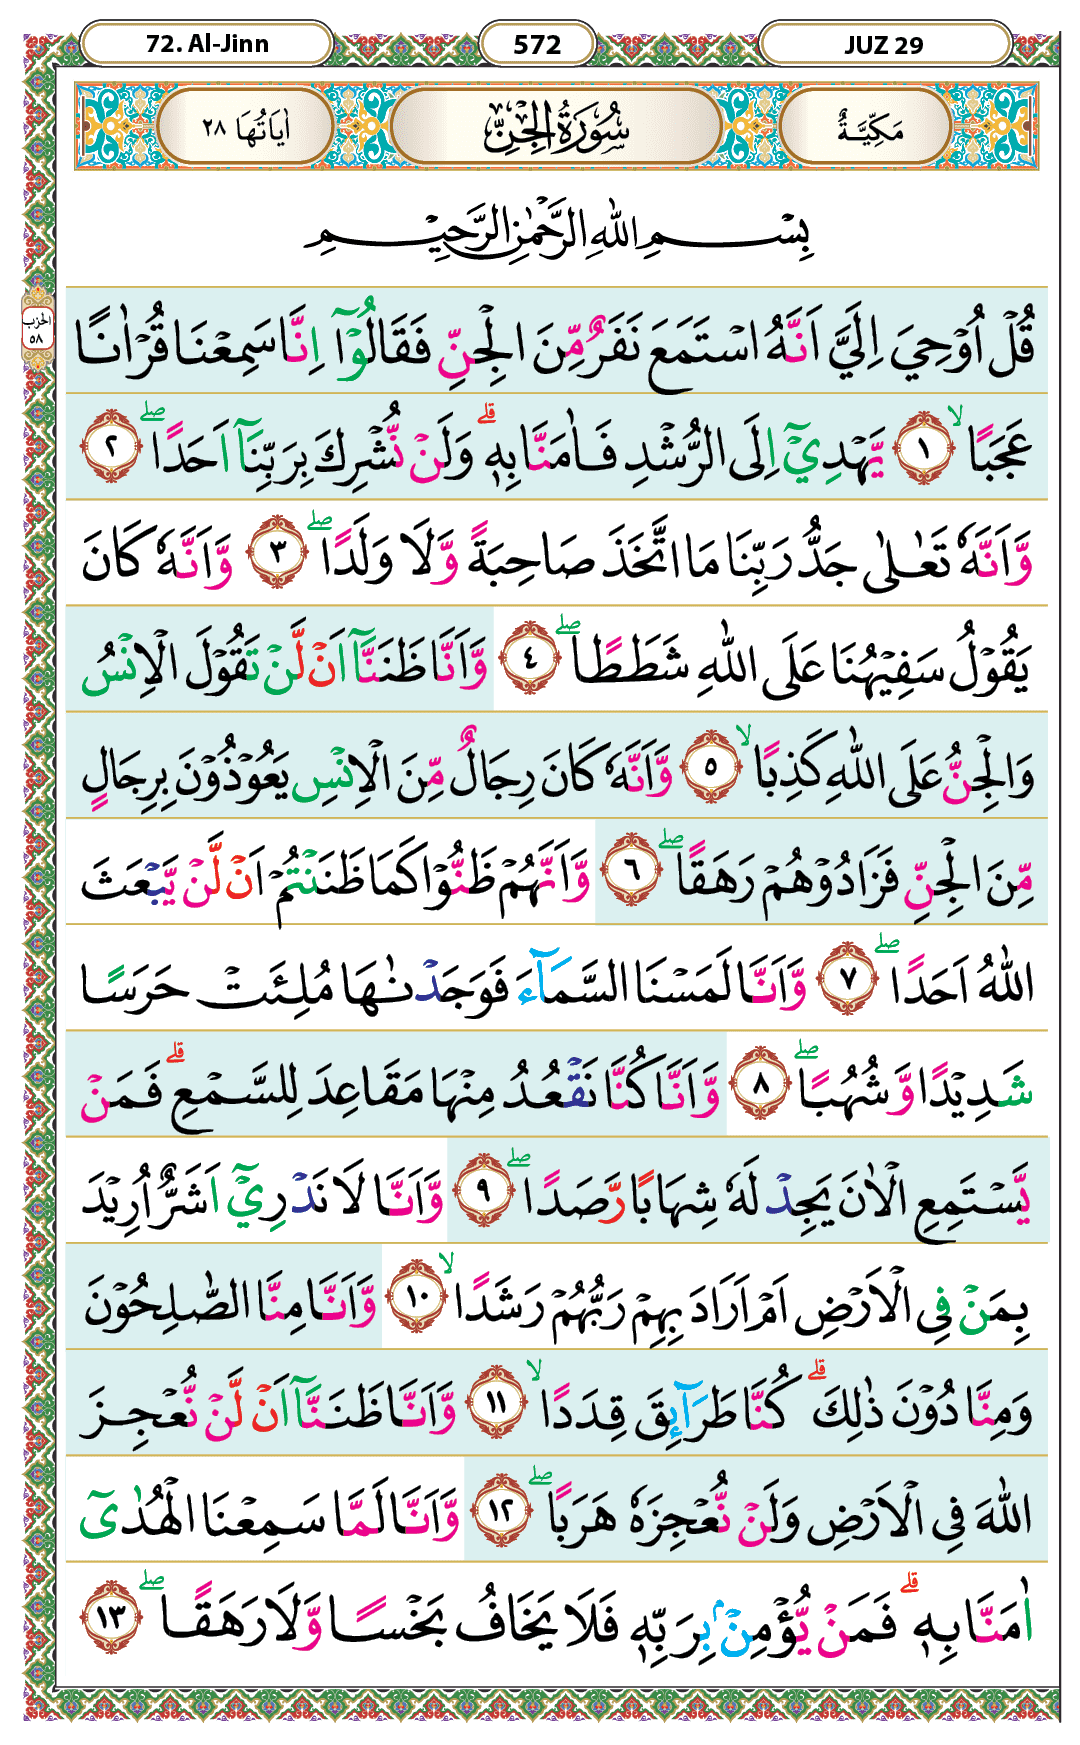 72. Al-Jinn
572
JUZ 29
مَكِّيَّةٌ
سُوْرَةُ الْجِنِّ
اٰيَاتُهَا ٢٨
بِسْمِ اللّٰهِ الرَّحْمٰنِ الرَّحِيْمِ
الحزب ٥٨
قُلْ اُوْحِيَ اِلَيَّ اَنَّهُ اسْتَمَعَ نَفَرٌ مِّنَ الْجِنِّ فَقَالُوْٓا اِنَّا سَمِعْنَا قُرْاٰنًا
عَجَبًاۙ ١ يَّهْدِيْٓ اِلَى الرُّشْدِ فَاٰمَنَّا بِهٖۗ وَلَنْ نُّشْرِكَ بِرَبِّنَآ اَحَدًاۖ ٢
وَّاَنَّهٗ تَعٰلٰى جَدُّ رَبِّنَا مَا اتَّخَذَ صَاحِبَةً وَّلَا وَلَدًاۖ ٣ وَّاَنَّهٗ كَانَ
يَقُوْلُ سَفِيْهُنَا عَلَى اللّٰهِ شَطَطًاۖ ٤ وَّاَنَّا ظَنَنَّآ اَنْ لَّنْ تَقُوْلَ الْاِنْسُ
وَالْجِنُّ عَلَى اللّٰهِ كَذِبًاۙ ٥ وَّاَنَّهٗ كَانَ رِجَالٌ مِّنَ الْاِنْسِ يَعُوْذُوْنَ بِرِجَالٍ
مِّنَ الْجِنِّ فَزَادُوْهُمْ رَهَقًاۖ ٦ وَّاَنَّهُمْ ظَنُّوْا كَمَا ظَنَنْتُمْ اَنْ لَّنْ يَّبْعَثَ
اللّٰهُ اَحَدًاۖ ٧ وَّاَنَّا لَمَسْنَا السَّمَاۤءَ فَوَجَدْنٰهَا مُلِئَتْ حَرَسًا
شَدِيْدًا وَّشُهُبًاۖ ٨ وَّاَنَّا كُنَّا نَقْعُدُ مِنْهَا مَقَاعِدَ لِلسَّمْعِۗ فَمَنْ
يَّسْتَمِعِ الْاٰنَ يَجِدْ لَهٗ شِهَابًا رَّصَدًاۖ ٩ وَّاَنَّا لَا نَدْرِيْٓ اَشَرٌّ اُرِيْدَ
بِمَنْ فِى الْاَرْضِ اَمْ اَرَادَ بِهِمْ رَبُّهُمْ رَشَدًاۙ ١٠ وَّاَنَّا مِنَّا الصّٰلِحُوْنَ
وَمِنَّا دُوْنَ ذٰلِكَۗ كُنَّا طَرَاۤىِٕقَ قِدَدًاۙ ١١ وَّاَنَّا ظَنَنَّآ اَنْ لَّنْ نُّعْجِزَ
اللّٰهَ فِى الْاَرْضِ وَلَنْ نُّعْجِزَهٗ هَرَبًاۖ ١٢ وَّاَنَّا لَمَّا سَمِعْنَا الْهُدٰىٓ
اٰمَنَّا بِهٖۗ فَمَنْ يُّؤْمِنْۢ بِرَبِّهٖ فَلَا يَخَافُ بَخْسًا وَّلَا رَهَقًاۖ ١٣